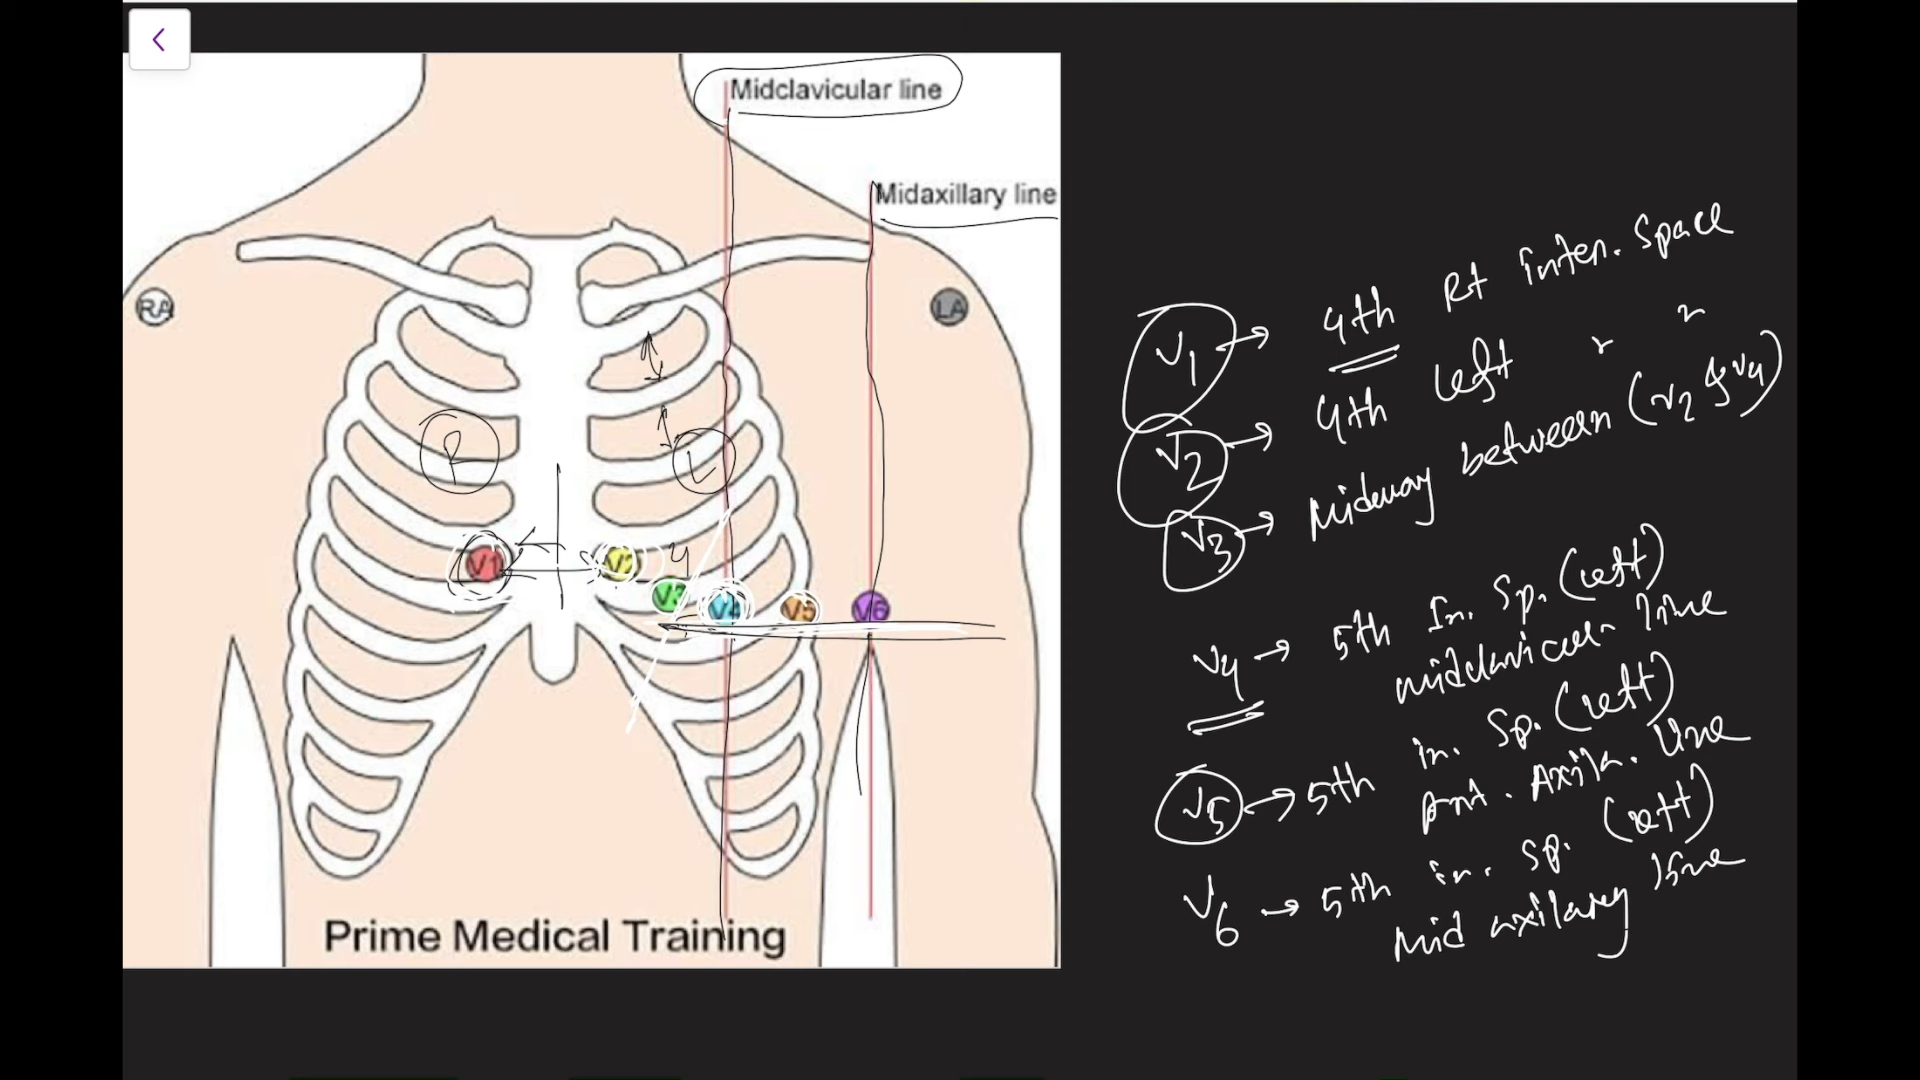 Midclavicular line
Midaxillary line
RA
LA
R
L
V1
V2
4
V3
V4
V5
V6
Prime Medical Training
V1 → 4th Rt inter. Space
V2 → 4th left " "
V3 → Midway between (V2 & V4)
V4 → 5th In. Sp. (left)
midclavicular line
V5 → 5th in. Sp. (left)
Ant. Axila. line
V6 → 5th in. Sp. (left)
Mid axilary line